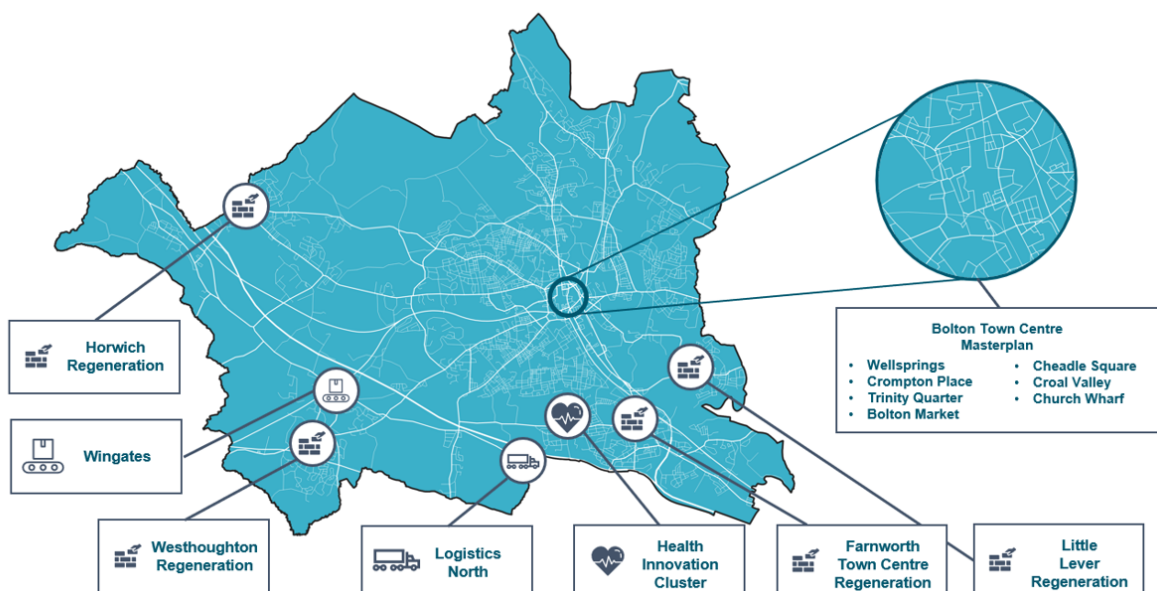 Horwich
Regeneration
Wingates
Westhoughton
Regeneration
Logistics
North
Health
Innovation
Cluster
Farnworth
Town Centre
Regeneration
Little
Lever
Regeneration
Bolton Town Centre
Masterplan
• Wellsprings
• Crompton Place
• Trinity Quarter
• Bolton Market
• Cheadle Square
• Croal Valley
• Church Wharf